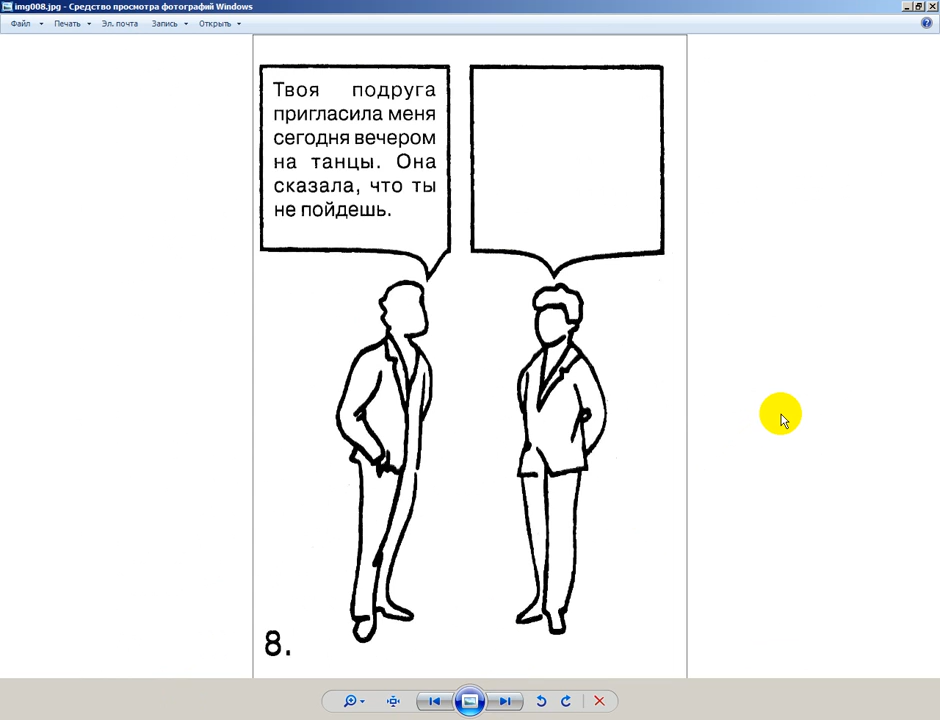 img008.jpg - Средство просмотра фотографий Windows
Файл Печать Эл. почта Запись Открыть
Твоя подруга
пригласила меня
сегодня вечером
на танцы. Она
сказала, что ты
не пойдешь.
8.